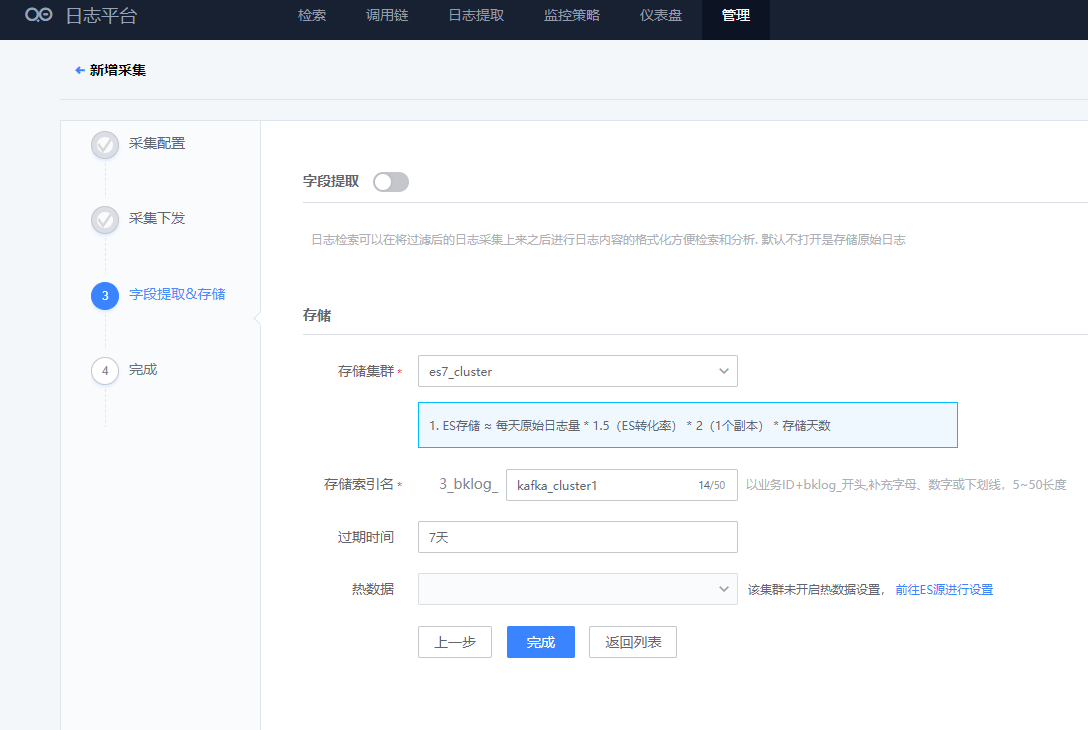 日志平台 检索 调用链 日志提取 监控策略 仪表盘 管理
新增采集
采集配置
采集下发
3 字段提取&存储
4 完成
字段提取
日志检索可以在将过滤后的日志采集上来之后进行日志内容的格式化方便检索和分析. 默认不打开是存储原始日志
存储
存储集群* es7_cluster
1. ES存储 ≈ 每天原始日志量 * 1.5（ES转化率） * 2（1个副本） * 存储天数
存储索引名* 3_bklog_ kafka_cluster1 14/50 以业务ID+bklog_开头,补充字母、数字或下划线，5~50长度
过期时间 7天
热数据 该集群未开启热数据设置， 前往ES源进行设置
上一步 完成 返回列表